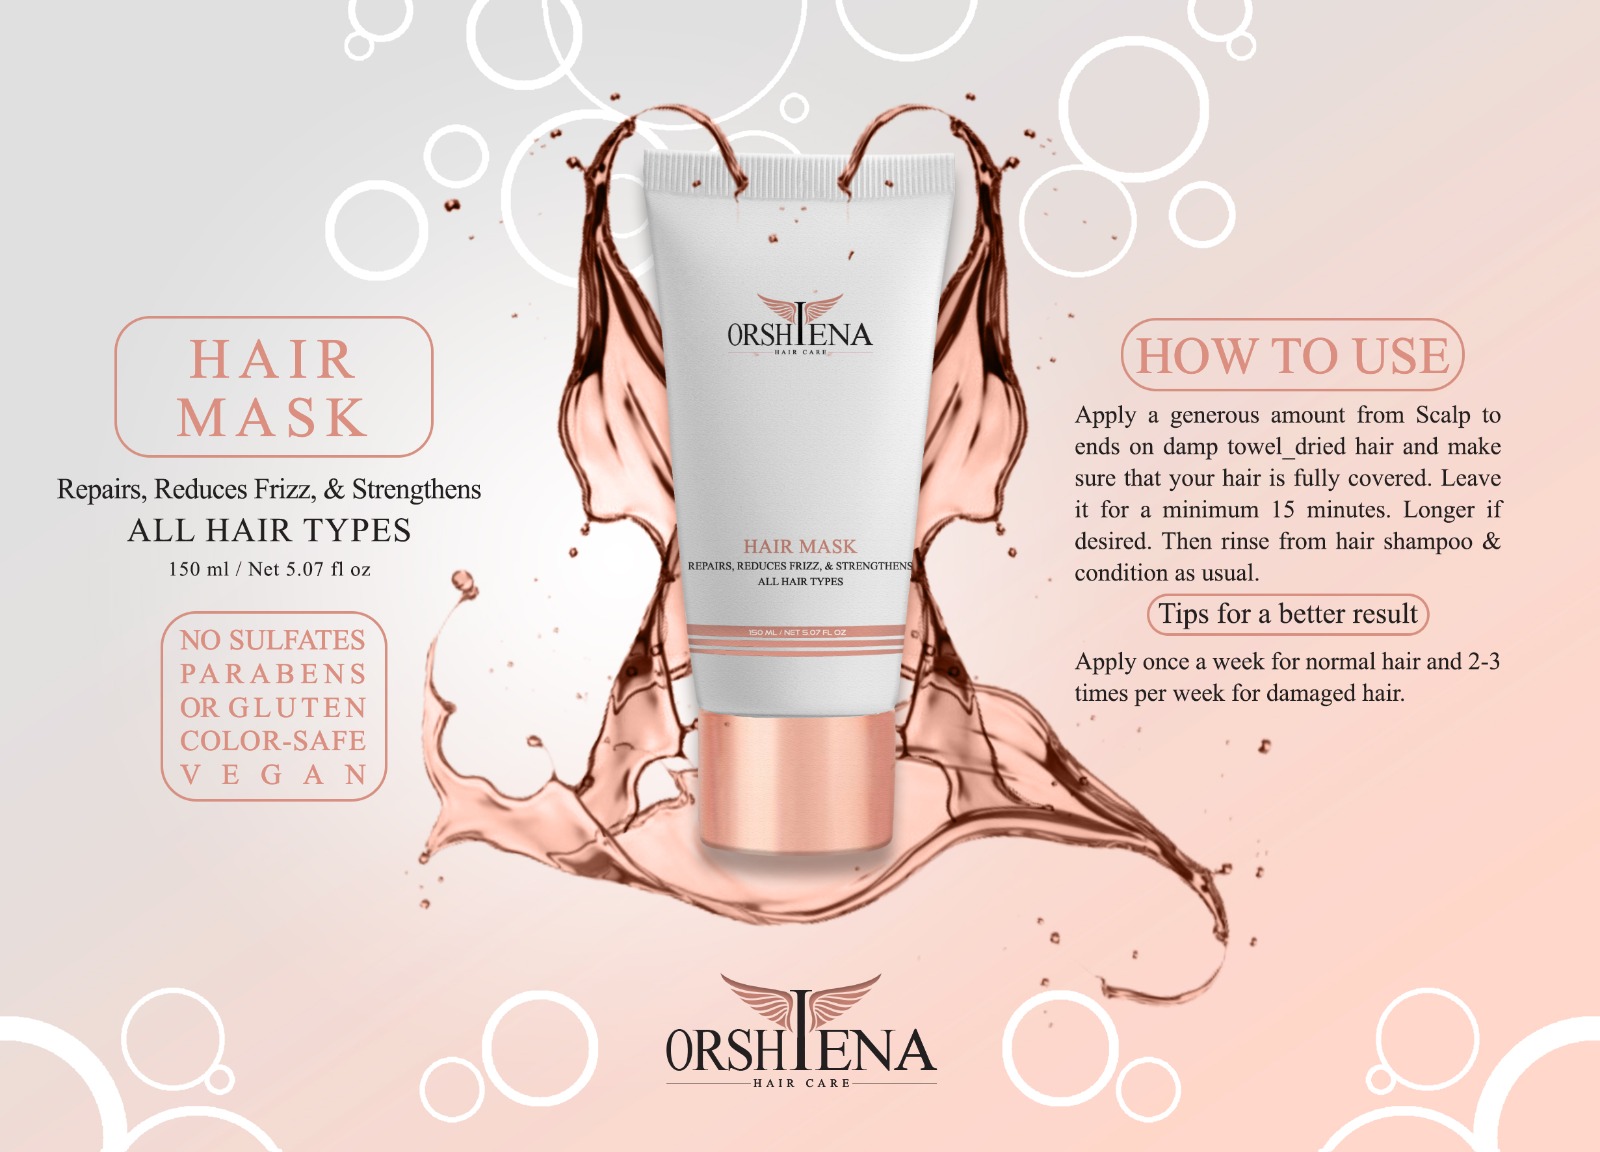 HAIR
MASK
Repairs, Reduces Frizz, & Strengthens
ALL HAIR TYPES
150 ml / Net 5.07 fl oz
NO SULFATES
PARABENS
OR GLUTEN
COLOR-SAFE
VEGAN
ORSHIENA
HAIR CARE
HAIR MASK
REPAIRS, REDUCES FRIZZ, & STRENGTHENS
ALL HAIR TYPES
150 ML / NET 5.07 FL OZ
HOW TO USE
Apply a generous amount from Scalp to
ends on damp towel_dried hair and make
sure that your hair is fully covered. Leave
it for a minimum 15 minutes. Longer if
desired. Then rinse from hair shampoo &
condition as usual.
Tips for a better result
Apply once a week for normal hair and 2-3
times per week for damaged hair.
ORSHIENA
HAIR CARE